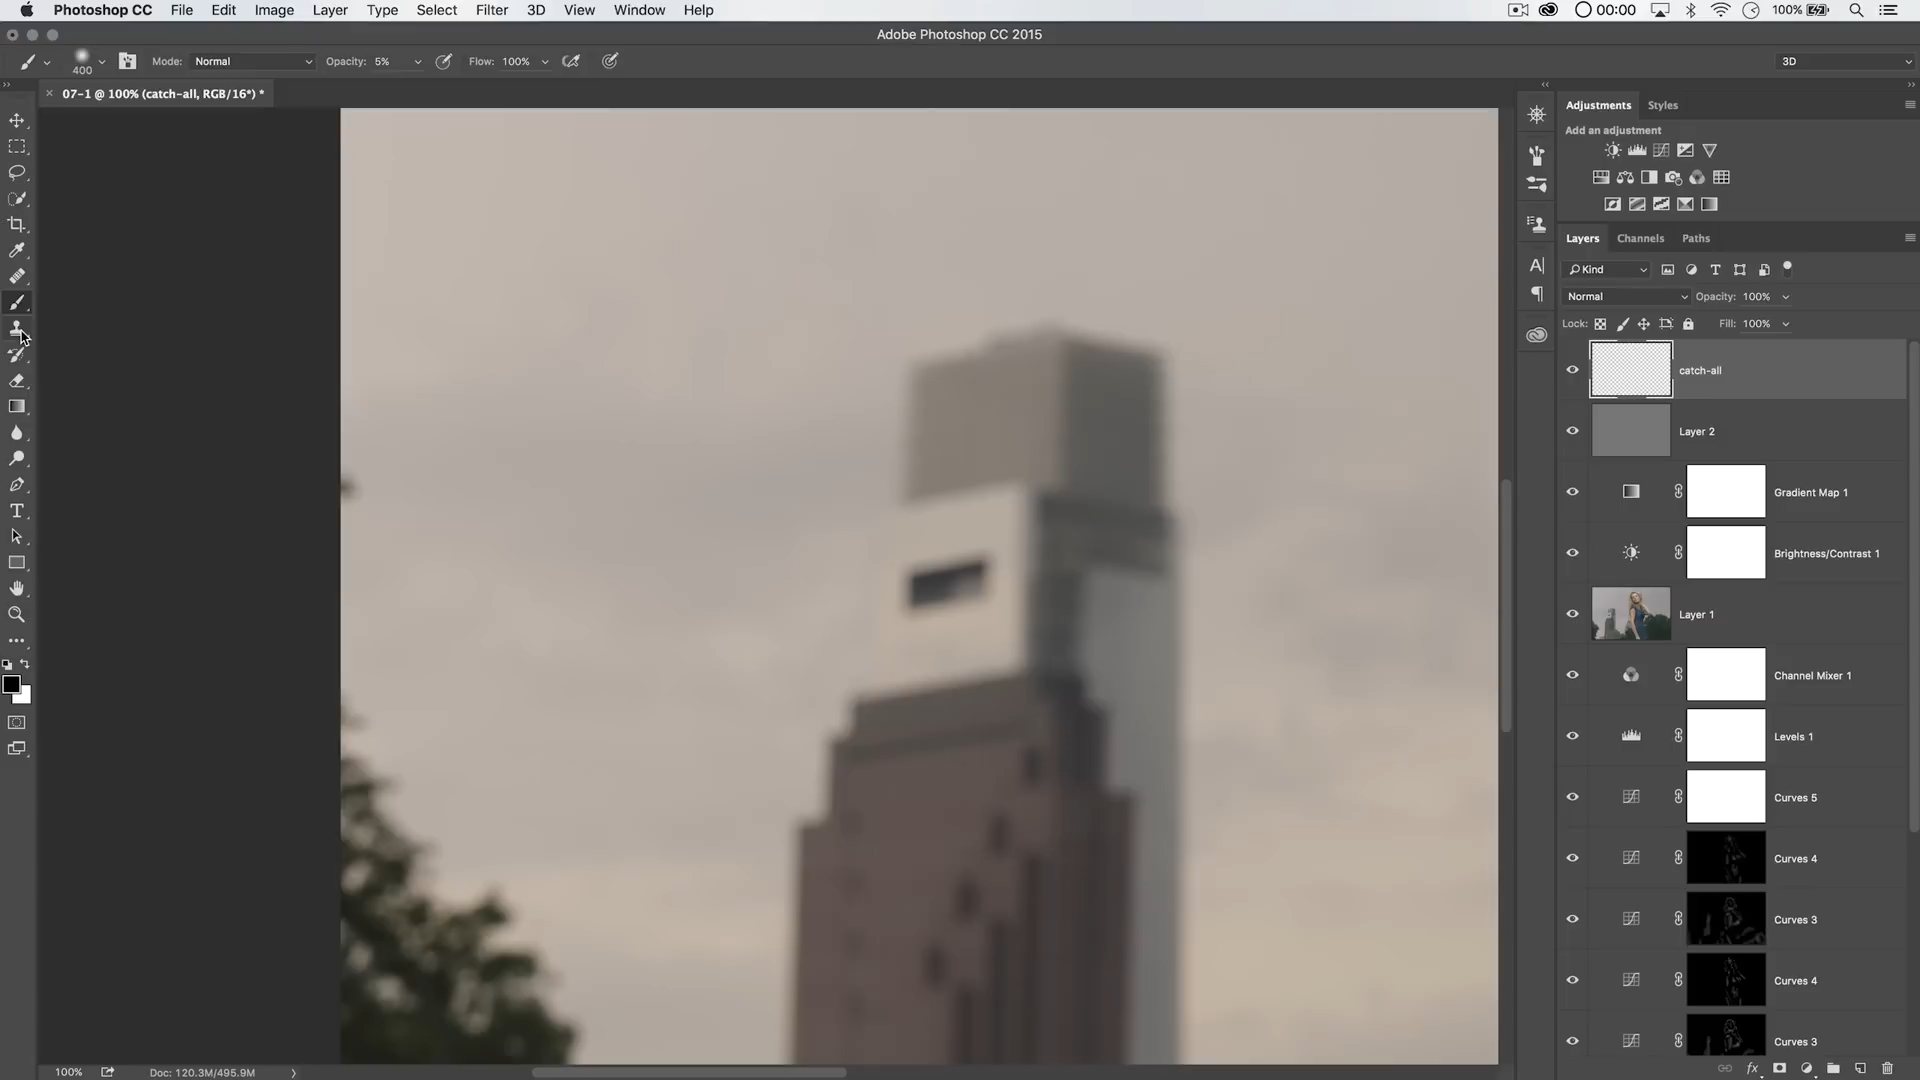 Photoshop CC File Edit Image Layer Type Select Filter 3D View Window Help 00:00 100%
Adobe Photoshop CC 2015
400 Mode: Normal Opacity: 5% Flow: 100% 3D
07-1 @ 100% (catch-all, RGB/16*) *
Adjustments Styles
Add an adjustment
Layers Channels Paths
Kind
Normal Opacity: 100%
Lock: Fill: 100%
catch-all
Layer 2
Gradient Map 1
Brightness/Contrast 1
Layer 1
Channel Mixer 1
Levels 1
Curves 5
Curves 4
Curves 3
Curves 4
Curves 3
100% Doc: 120.3M/495.9M